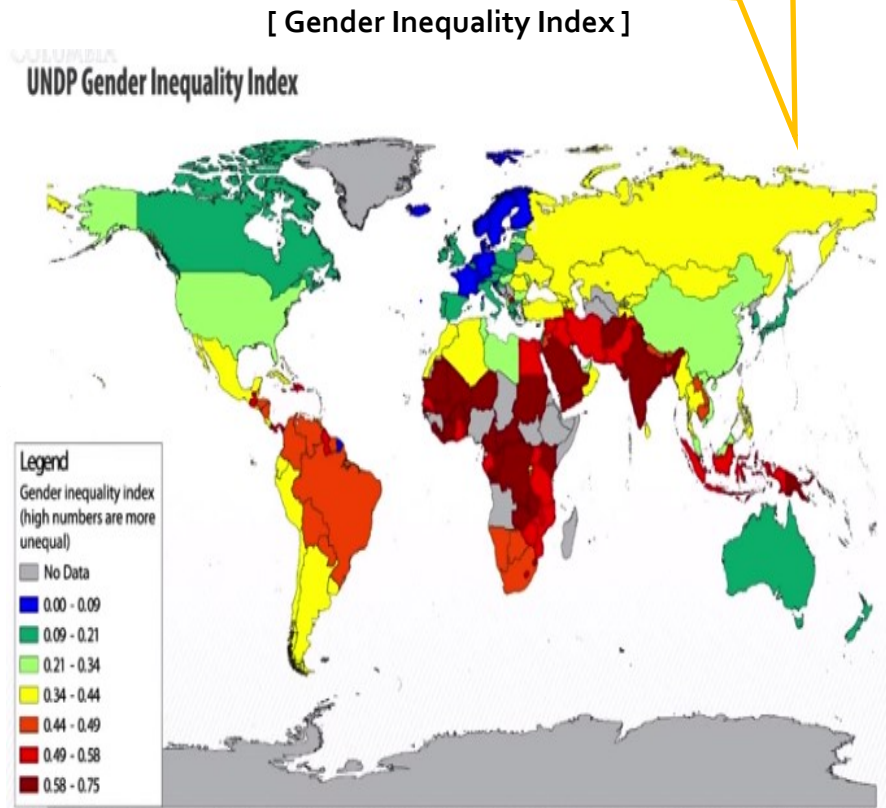 [ Gender Inequality Index ]
COLUMBIA
UNDP Gender Inequality Index
Legend
Gender inequality index
(high numbers are more
unequal)
No Data
0.00 - 0.09
0.09 - 0.21
0.21 - 0.34
0.34 - 0.44
0.44 - 0.49
0.49 - 0.58
0.58 - 0.75